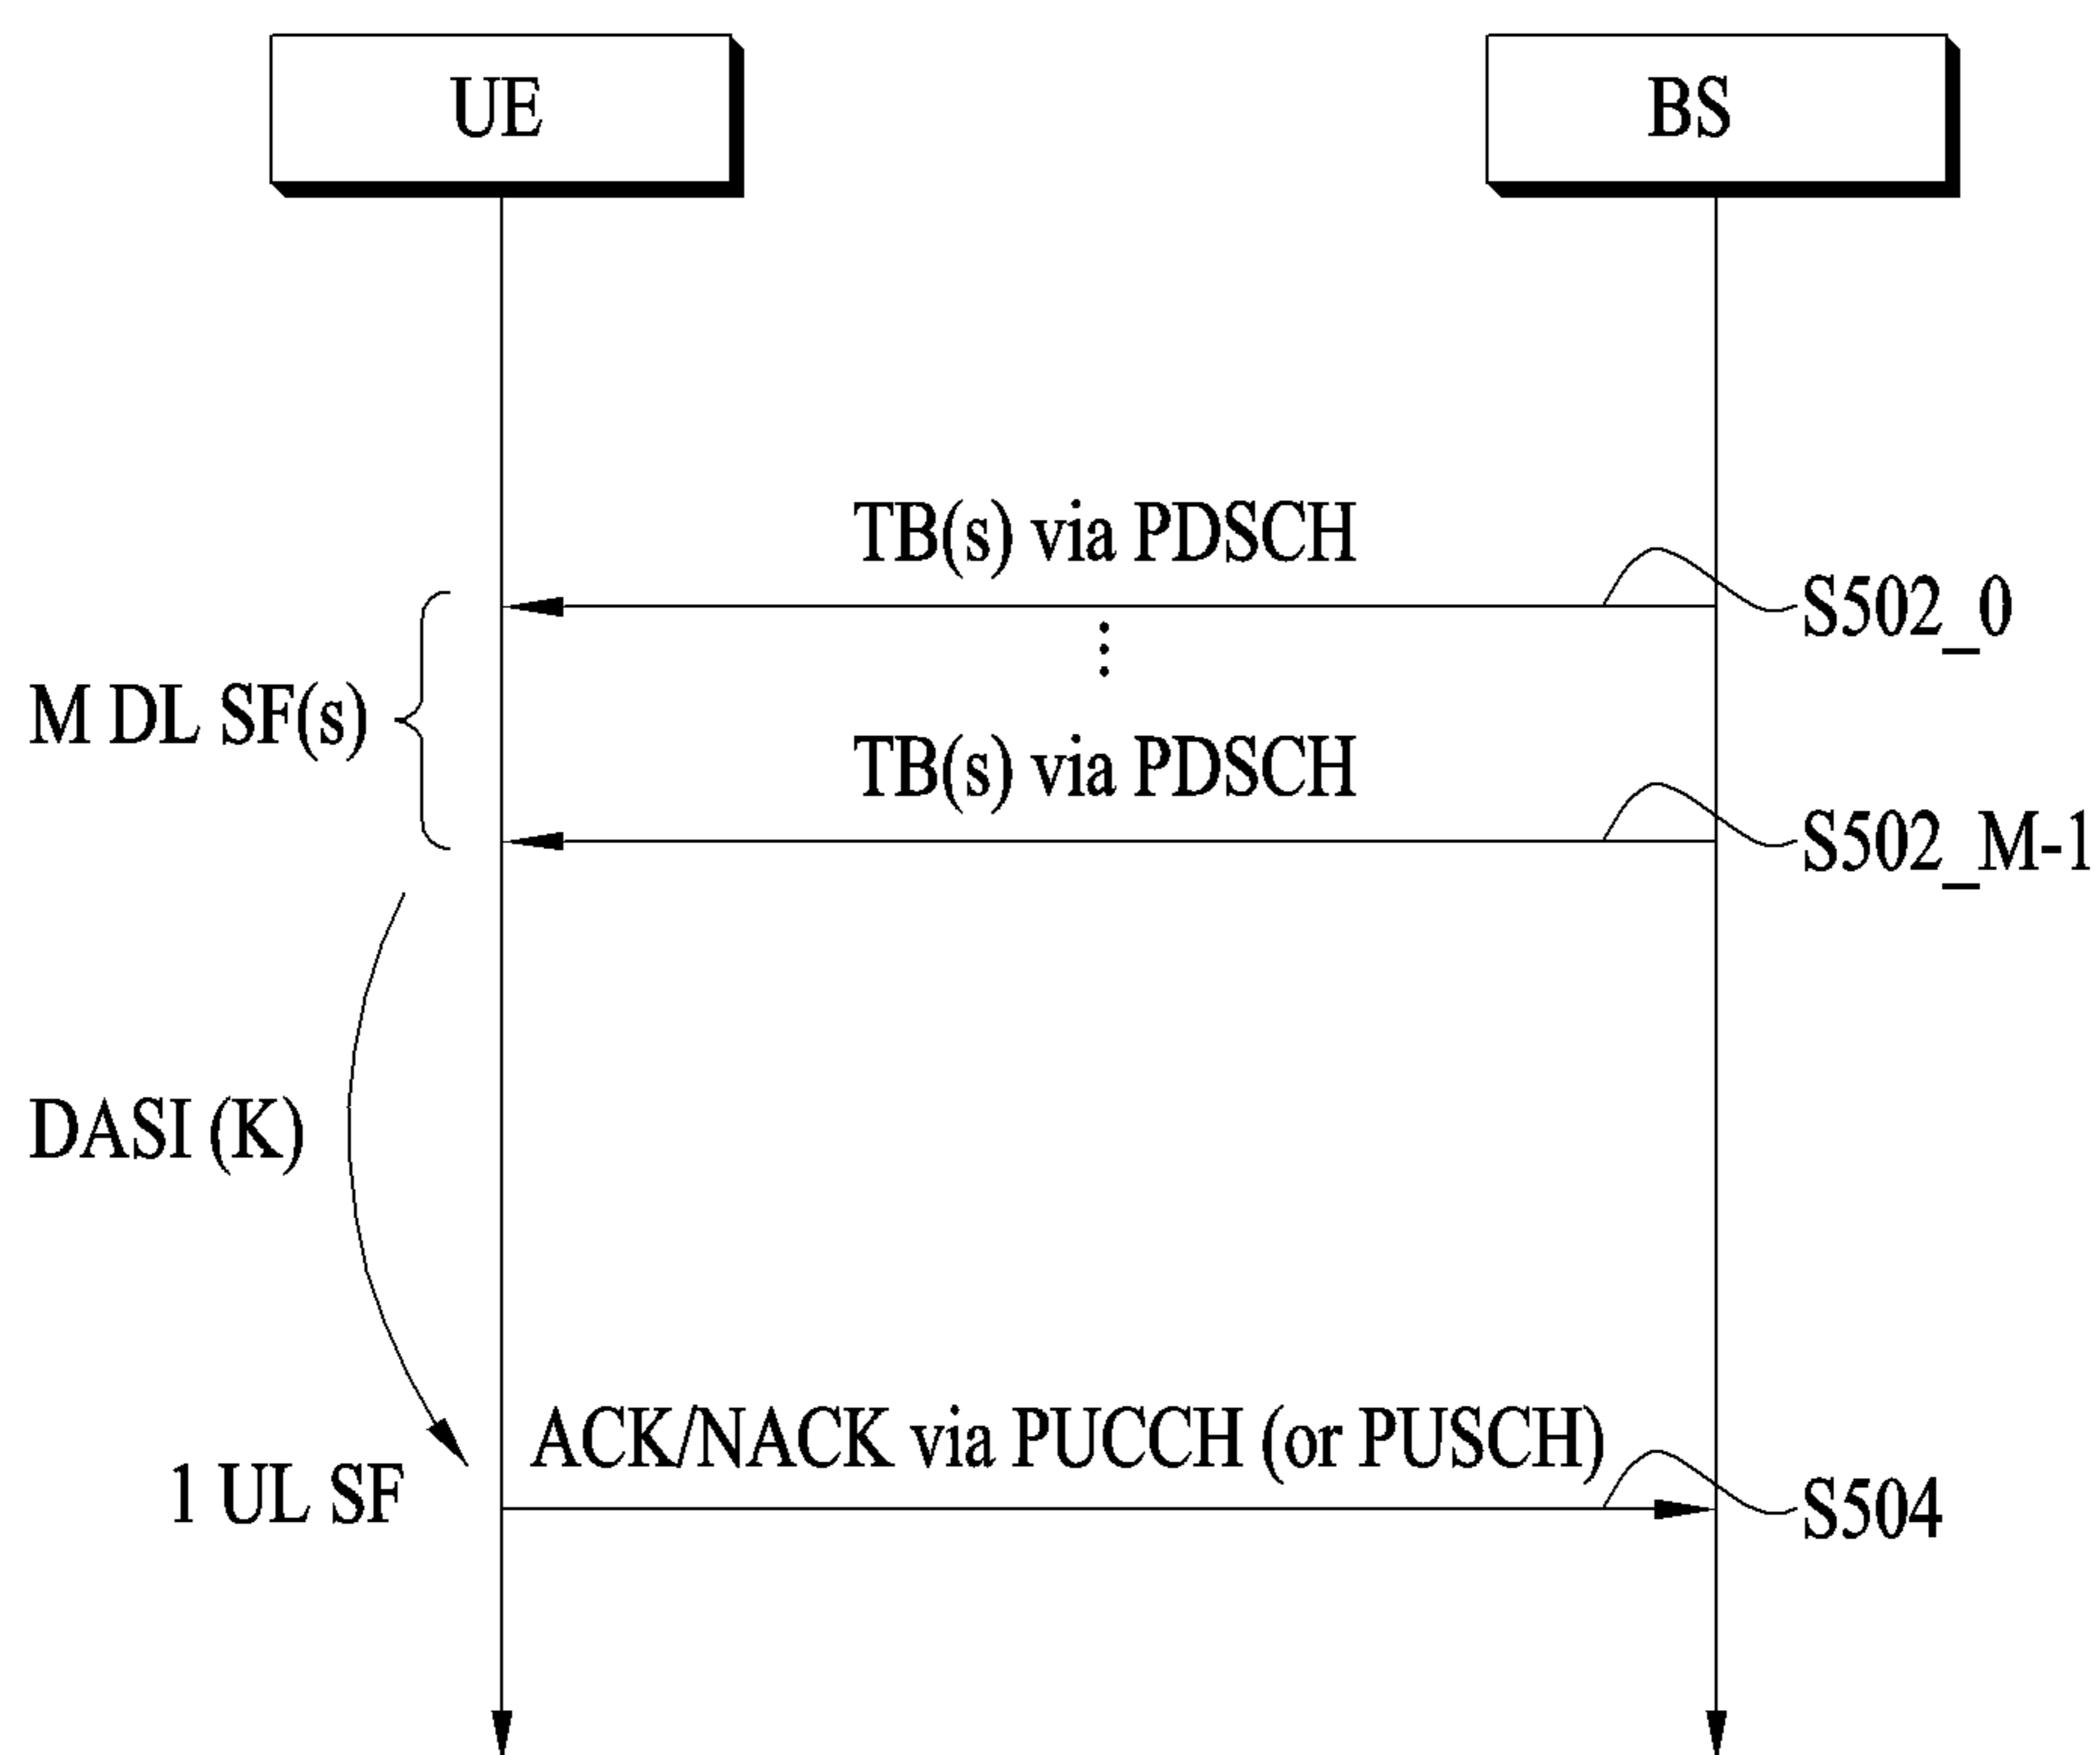 UE
BS
TB(s) via PDSCH
S502_0
M DL SF(s)
TB(s) via PDSCH
S502_M-1
DASI (K)
ACK/NACK via PUCCH (or PUSCH)
1 UL SF
S504